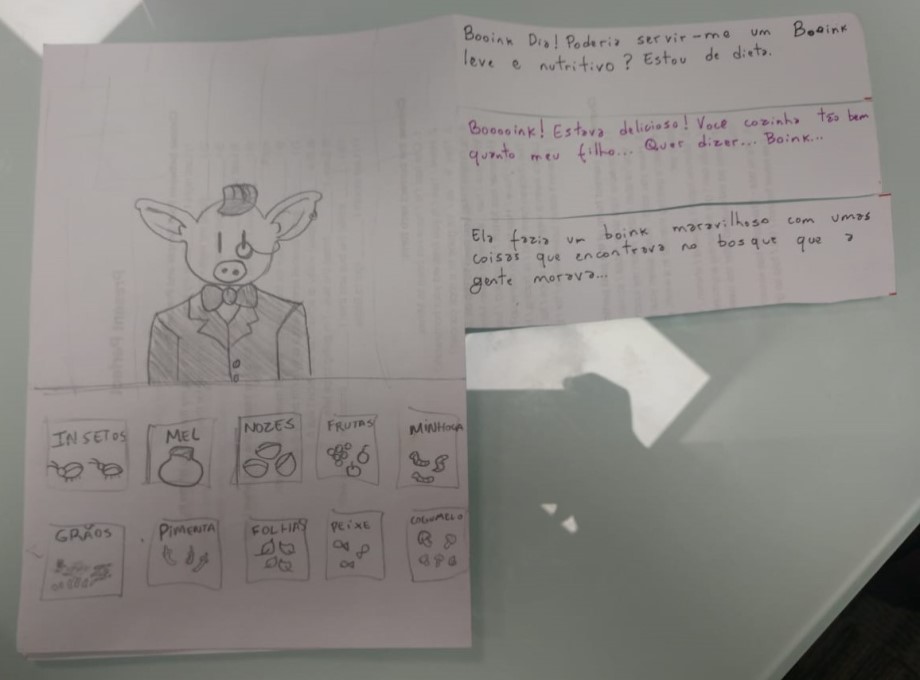 Booink Dia! Poderia servir-me um Booink
leve e nutritivo? Estou de dieta.
Booooink! Estava delicioso! Você cozinha tão bem
quanto meu filho... Quer dizer... Boink...
Ela fazia um boink maravilhoso com umas
coisas que encontrava no bosque que a
gente morava...
INSETOS
MEL
NOZES
FRUTAS
MINHOCA
GRÃOS
PIMENTA
FOLHAS
PEIXE
COGUMELO